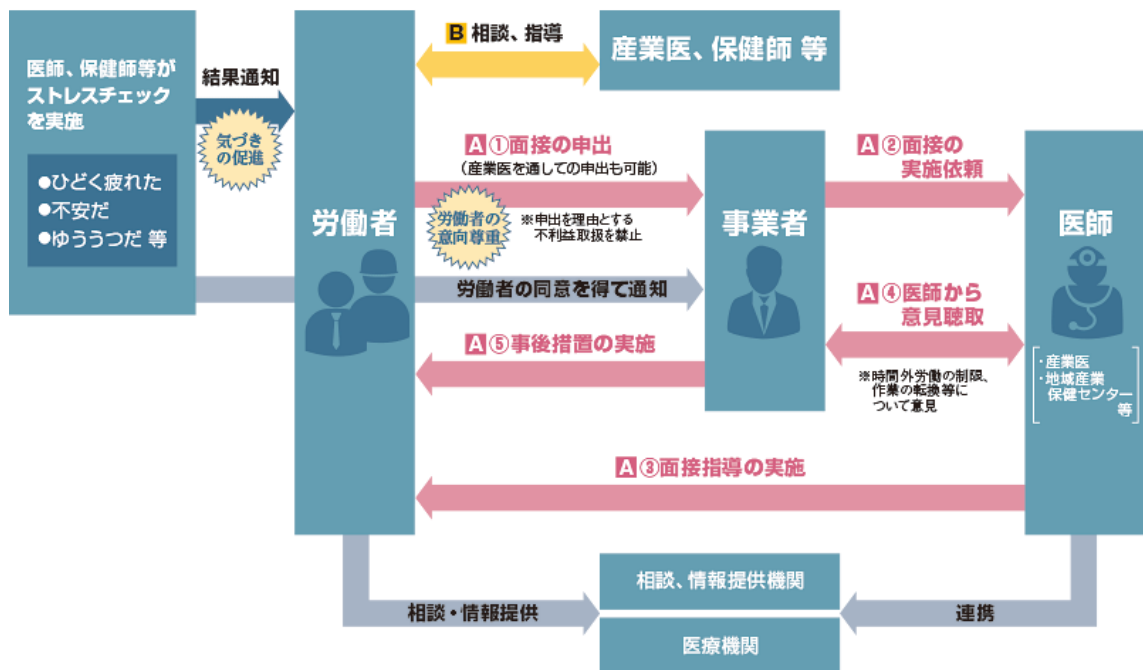 医師、保健師等が
ストレスチェック
を実施
●ひどく疲れた
●不安だ
●ゆううつだ 等
結果通知
気づき
の促進
労働者
B 相談、指導
産業医、保健師 等
A ①面接の申出
(産業医を通しての申出も可能)
労働者の
意向尊重
※申出を理由とする
不利益取扱を禁止
労働者の同意を得て通知
A ⑤事後措置の実施
事業者
A ②面接の
実施依頼
A ④医師から
意見聴取
※時間外労働の制限、
作業の転換等に
ついて意見
医師
・産業医
・地域産業
保健センター
等
A ③面接指導の実施
相談・情報提供
相談、情報提供機関
医療機関
連携